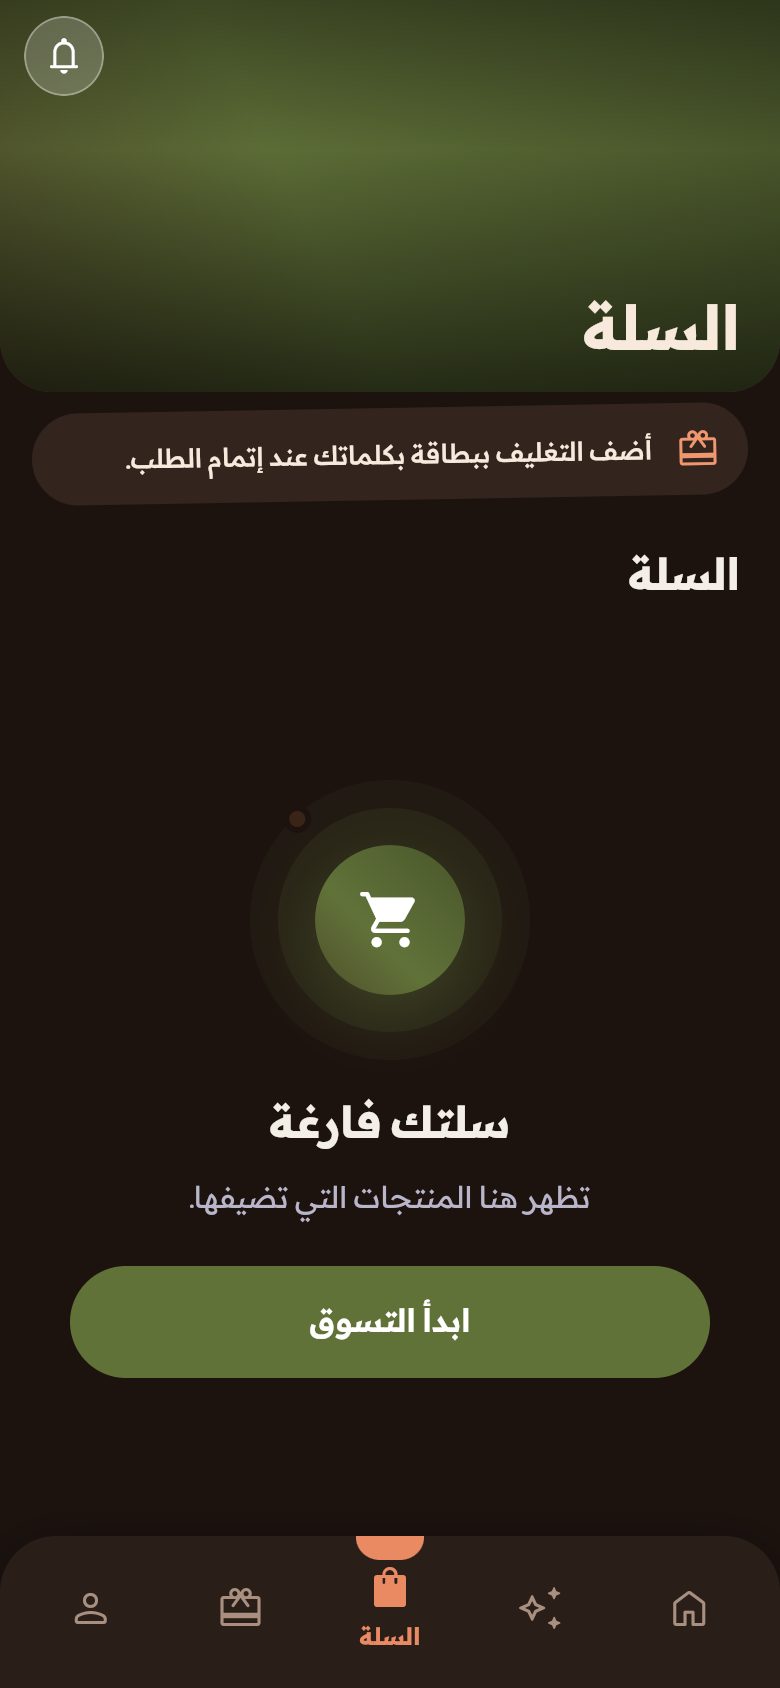 السلة
أضف التغليف ببطاقة بكلماتك عند إتمام الطلب.
السلة
سلتك فارغة
تظهر هنا المنتجات التي تضيفها.
ابدأ التسوق
السلة